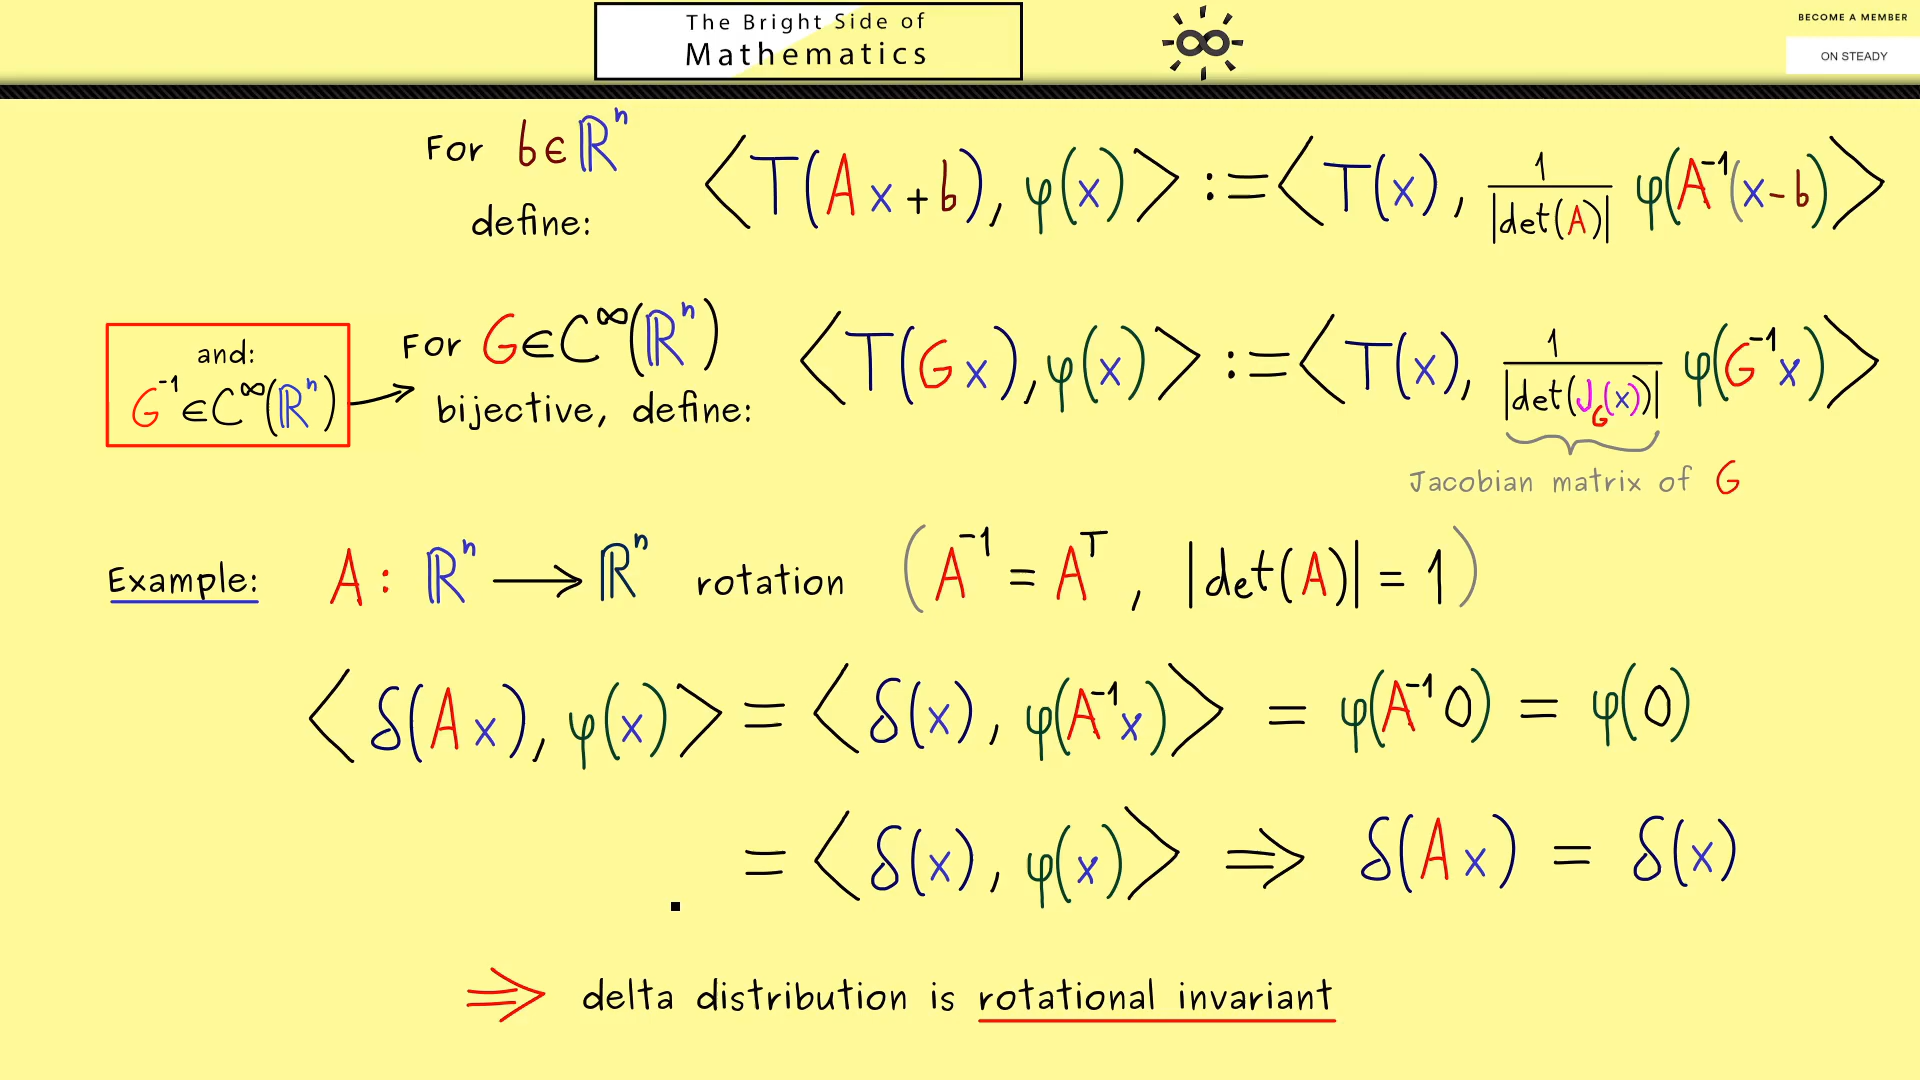 The Bright Side of
Mathematics
BECOME A MEMBER
ON STEADY
For b∈ℝⁿ define: ⟨T(Ax+b), φ(x)⟩ := ⟨T(x), 1/|det(A)| φ(A⁻¹(x-b)⟩
and: G⁻¹∈C^∞(ℝⁿ)
For G∈C^∞(ℝⁿ) bijective, define: ⟨T(Gx), φ(x)⟩ := ⟨T(x), 1/|det(J_G(x))| φ(G⁻¹x)⟩
Jacobian matrix of G
Example: A: ℝⁿ ⟶ ℝⁿ rotation (A⁻¹ = Aᵀ, |det(A)| = 1)
⟨δ(Ax), φ(x)⟩ = ⟨δ(x), φ(A⁻¹x)⟩ = φ(A⁻¹0) = φ(0)
= ⟨δ(x), φ(x)⟩ ⇒ δ(Ax) = δ(x)
⇒ delta distribution is rotational invariant